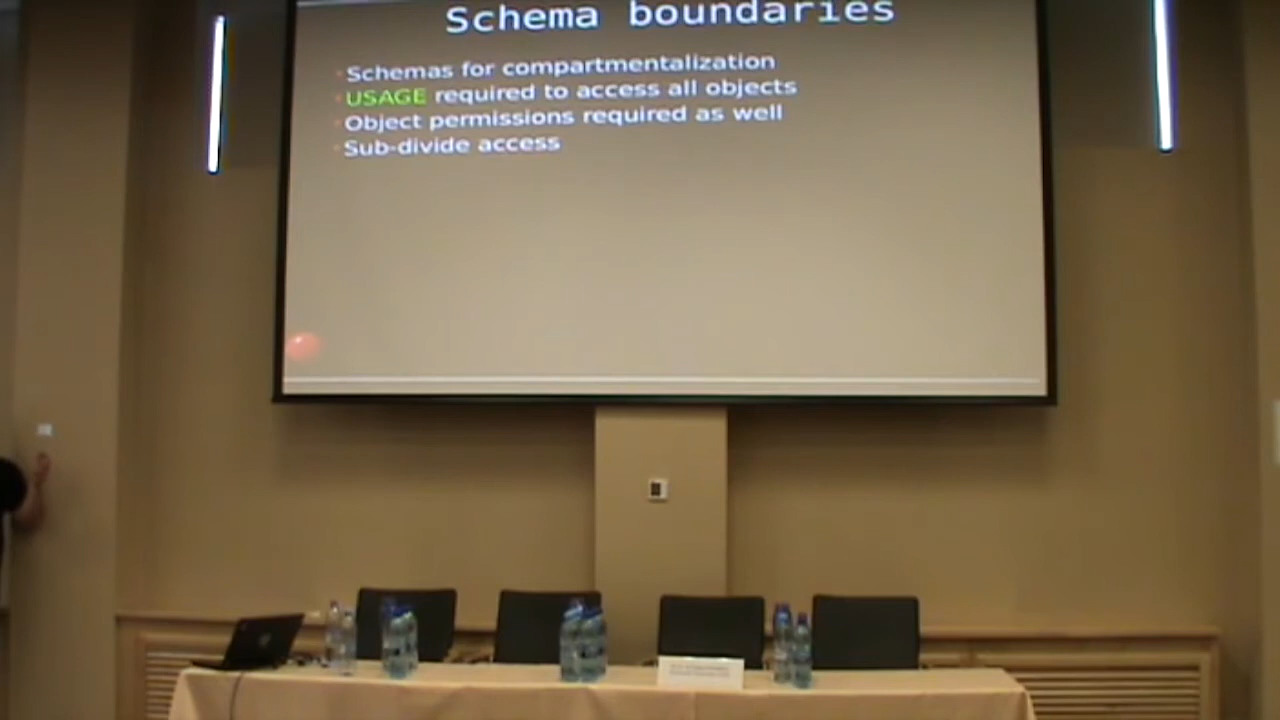 Schema boundaries
Schemas for compartmentalization
USAGE required to access all objects
Object permissions required as well
Sub-divide access